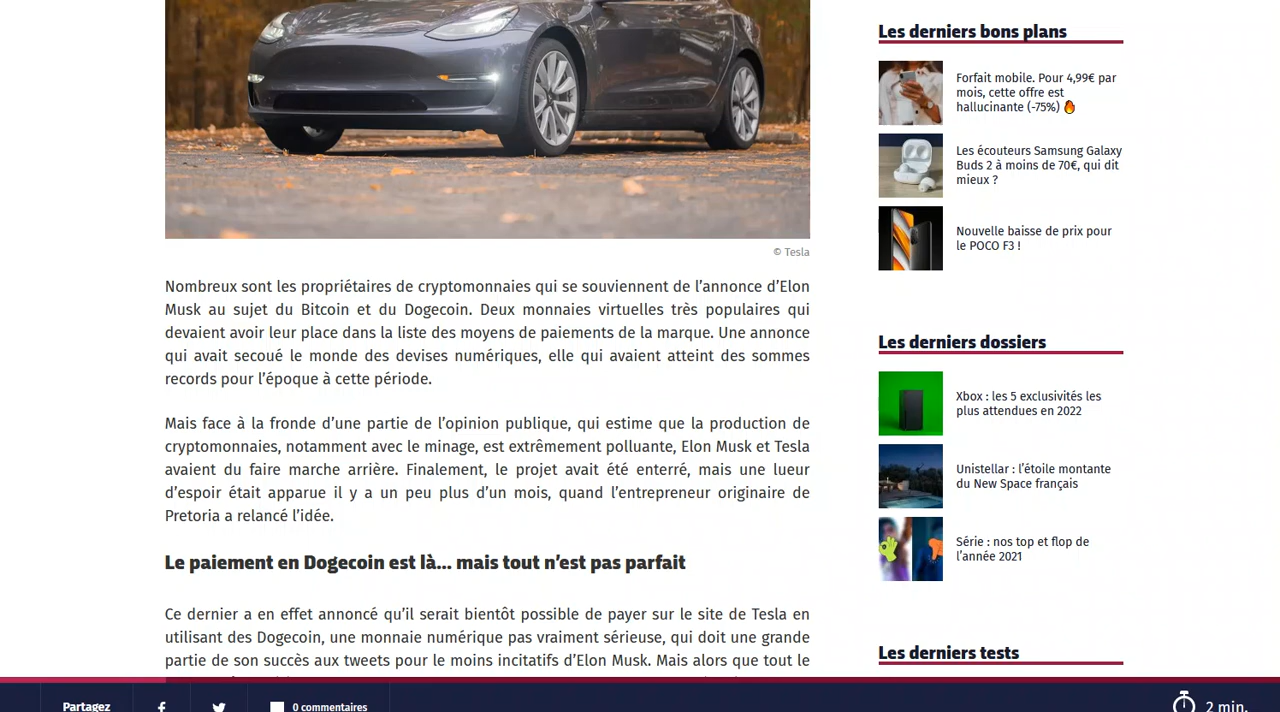 © Tesla
Nombreux sont les propriétaires de cryptomonnaies qui se souviennent de l’annonce d’Elon
Musk au sujet du Bitcoin et du Dogecoin. Deux monnaies virtuelles très populaires qui
devaient avoir leur place dans la liste des moyens de paiements de la marque. Une annonce
qui avait secoué le monde des devises numériques, elle qui avaient atteint des sommes
records pour l’époque à cette période.
Mais face à la fronde d’une partie de l’opinion publique, qui estime que la production de
cryptomonnaies, notamment avec le minage, est extrêmement polluante, Elon Musk et Tesla
avaient du faire marche arrière. Finalement, le projet avait été enterré, mais une lueur
d’espoir était apparue il y a un peu plus d’un mois, quand l’entrepreneur originaire de
Pretoria a relancé l’idée.
Le paiement en Dogecoin est là… mais tout n’est pas parfait
Ce dernier a en effet annoncé qu’il serait bientôt possible de payer sur le site de Tesla en
utilisant des Dogecoin, une monnaie numérique pas vraiment sérieuse, qui doit une grande
partie de son succès aux tweets pour le moins incitatifs d’Elon Musk. Mais alors que tout le
Les derniers bons plans
Forfait mobile. Pour 4,99€ par
mois, cette offre est
hallucinante (-75%) 🔥
Les écouteurs Samsung Galaxy
Buds 2 à moins de 70€, qui dit
mieux ?
Nouvelle baisse de prix pour
le POCO F3 !
Les derniers dossiers
Xbox : les 5 exclusivités les
plus attendues en 2022
Unistellar : l’étoile montante
du New Space français
Série : nos top et flop de
l’année 2021
Les derniers tests
Partagez
0 commentaires
2 min.